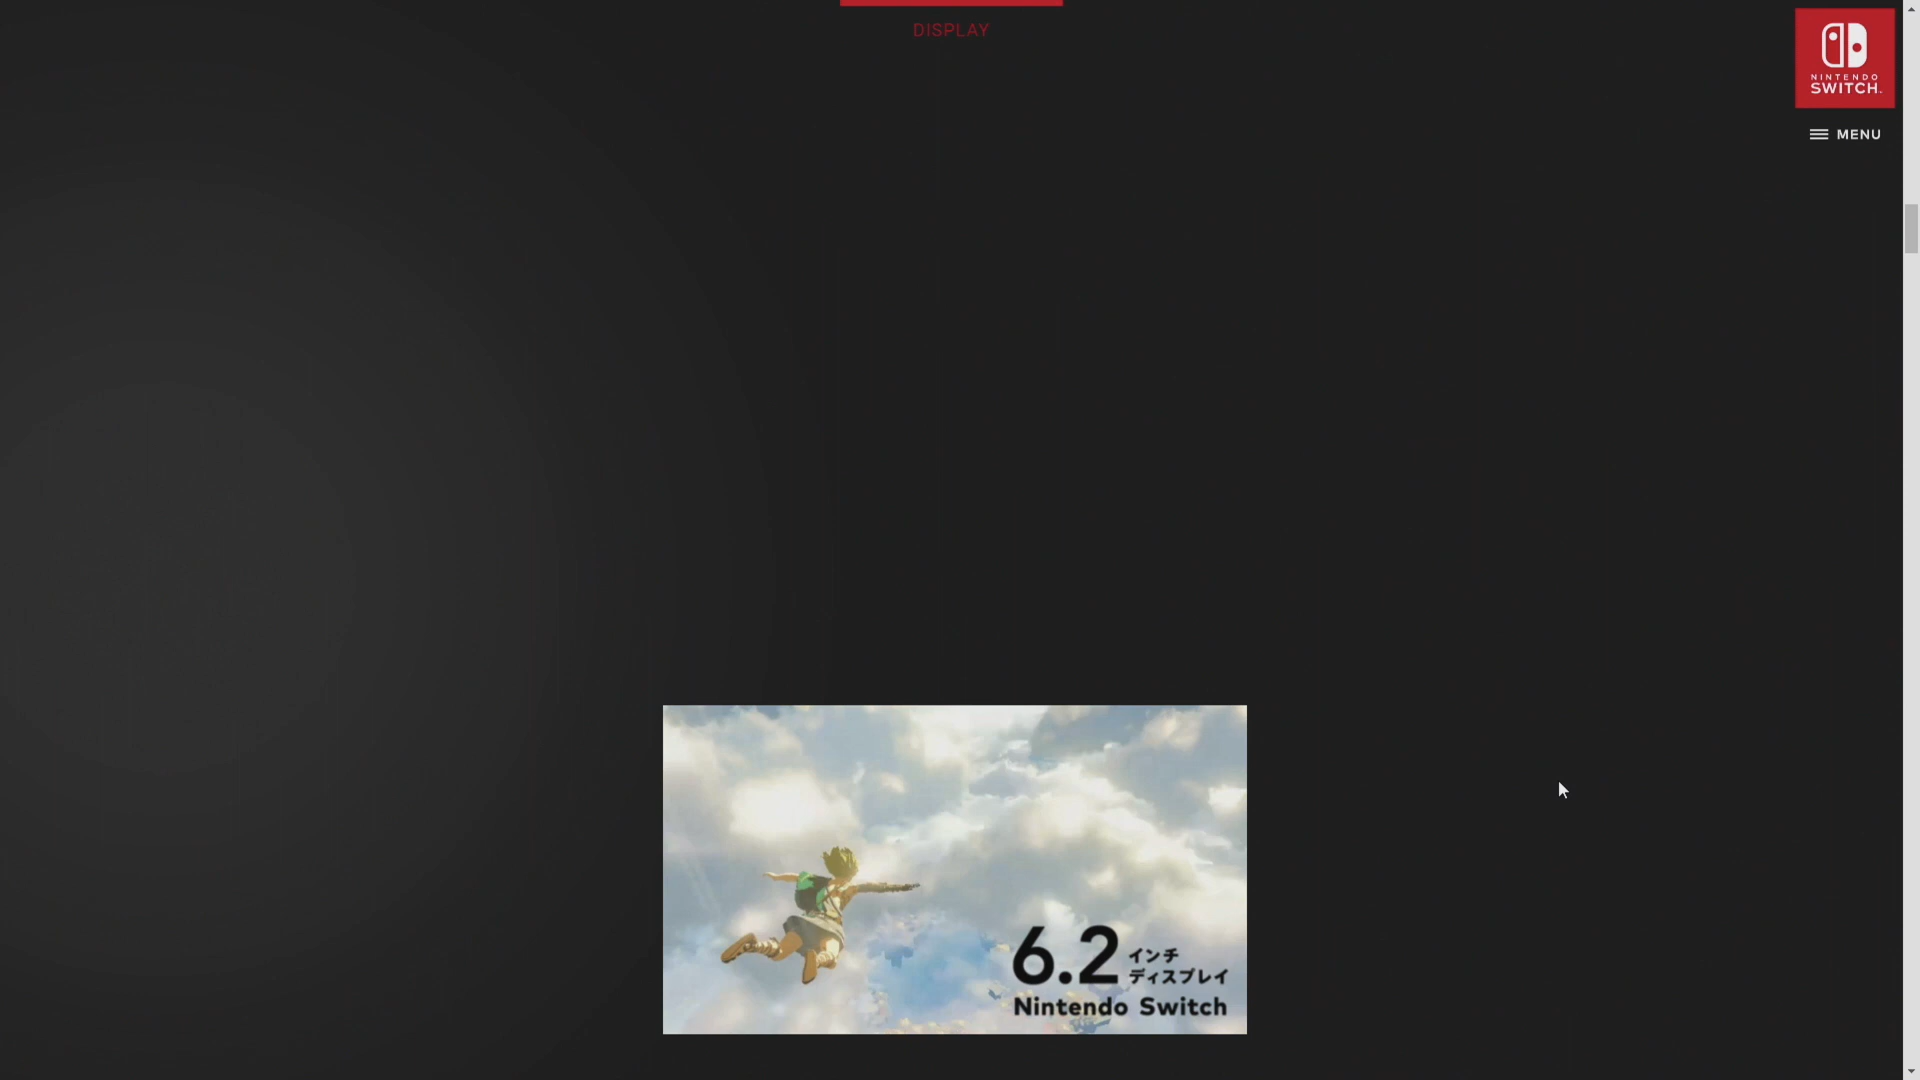 DISPLAY
NINTENDO
SWITCH.
MENU
6.2 インチ
ディスプレイ
Nintendo Switch